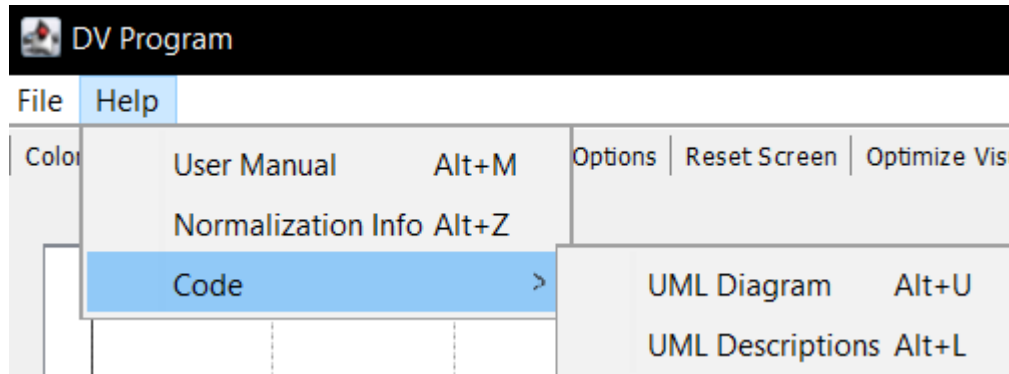 DV Program
File Help
Options Reset Screen Optimize
User Manual Alt+M
Normalization Info Alt+Z
Code >
UML Diagram Alt+U
UML Descriptions Alt+L